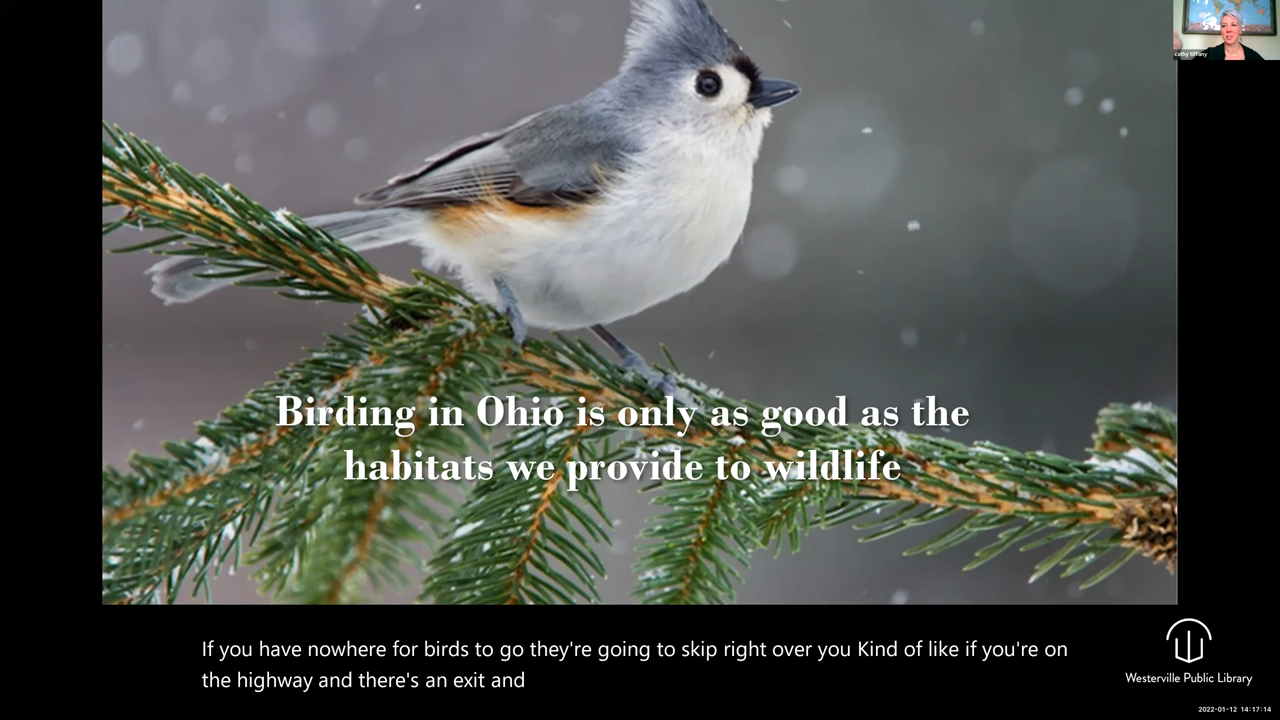 cathy tiffany
Birding in Ohio is only as good as the
habitats we provide to wildlife
If you have nowhere for birds to go they're going to skip right over you Kind of like if you're on
the highway and there's an exit and
Westerville Public Library
2022-01-12 14:17:14